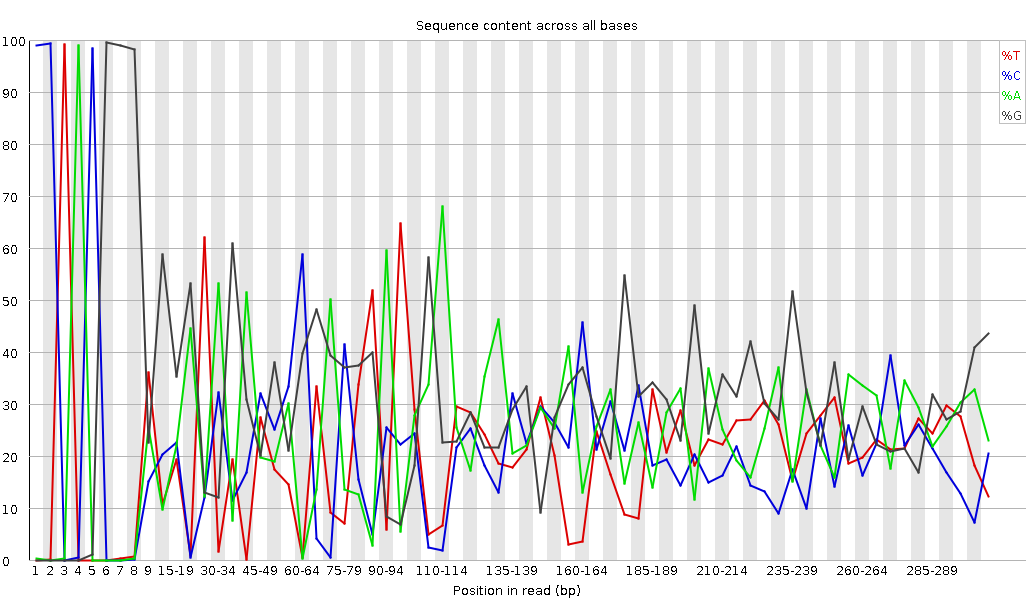 Sequence content across all bases
100
90
80
70
60
50
40
30
20
10
0
%T
%C
%A
%G
1 2 3 4 5 6 7 8 9 15-19 30-34 45-49 60-64 75-79 90-94 110-114 135-139 160-164 185-189 210-214 235-239 260-264 285-289
Position in read (bp)